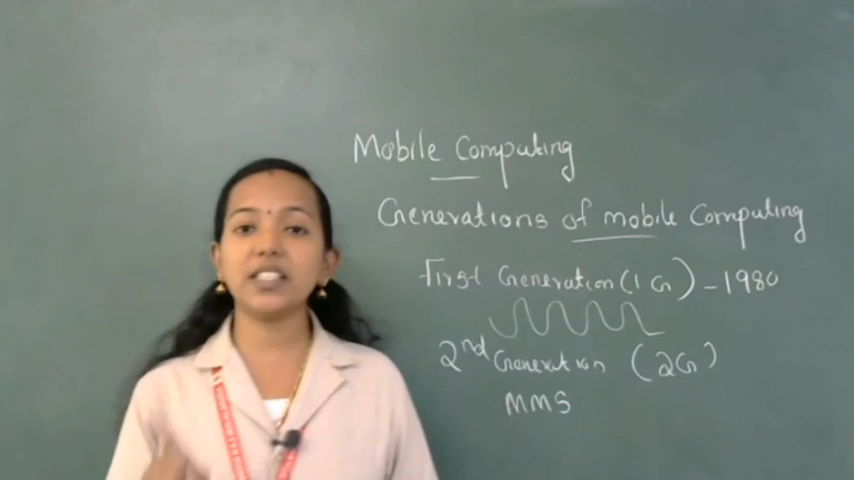 Mobile Computing
Generations of mobile Computing
First Generation (1G) - 1980
2nd Generation (2G)
MMS